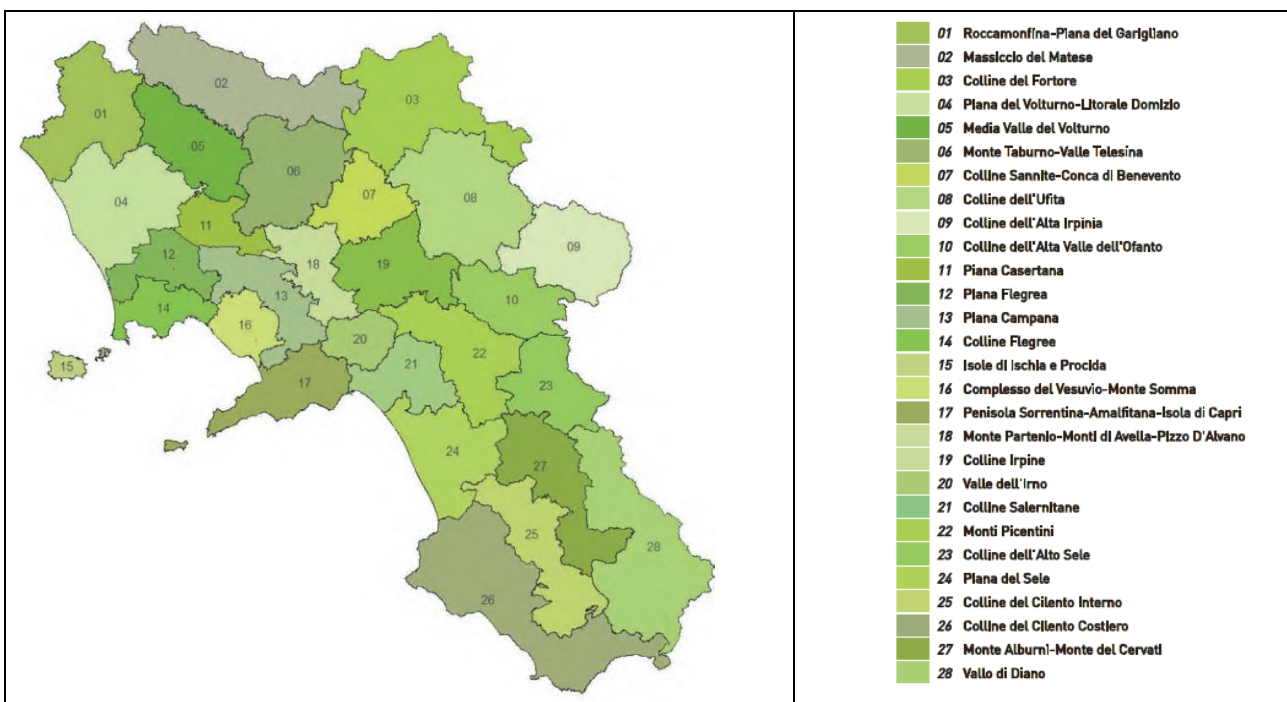 02
03
01
05
06
07
08
04
11
09
12
18
19
13
10
14
16
20
22
15
21
17
23
24
27
25
28
26
01 Roccamonfina-Piana del Garigliano
02 Massiccio del Matese
03 Colline del Fortore
04 Piana del Volturno-Litorale Domizio
05 Media Valle del Volturno
06 Monte Taburno-Valle Telesina
07 Colline Sannite-Conca di Benevento
08 Colline dell'Ufita
09 Colline dell'Alta Irpinia
10 Colline dell'Alta Valle dell'Ofanto
11 Piana Casertana
12 Piana Flegrea
13 Piana Campana
14 Colline Flegree
15 Isole di Ischia e Procida
16 Complesso del Vesuvio-Monte Somma
17 Penisola Sorrentina-Amalfitana-Isola di Capri
18 Monte Partenio-Monti di Avella-Pizzo D'Alvano
19 Colline Irpine
20 Valle dell'Irno
21 Colline Salernitane
22 Monti Picentini
23 Colline dell'Alto Sele
24 Piana del Sele
25 Colline del Cilento Interno
26 Colline del Cilento Costiero
27 Monte Alburni-Monte del Cervati
28 Vallo di Diano